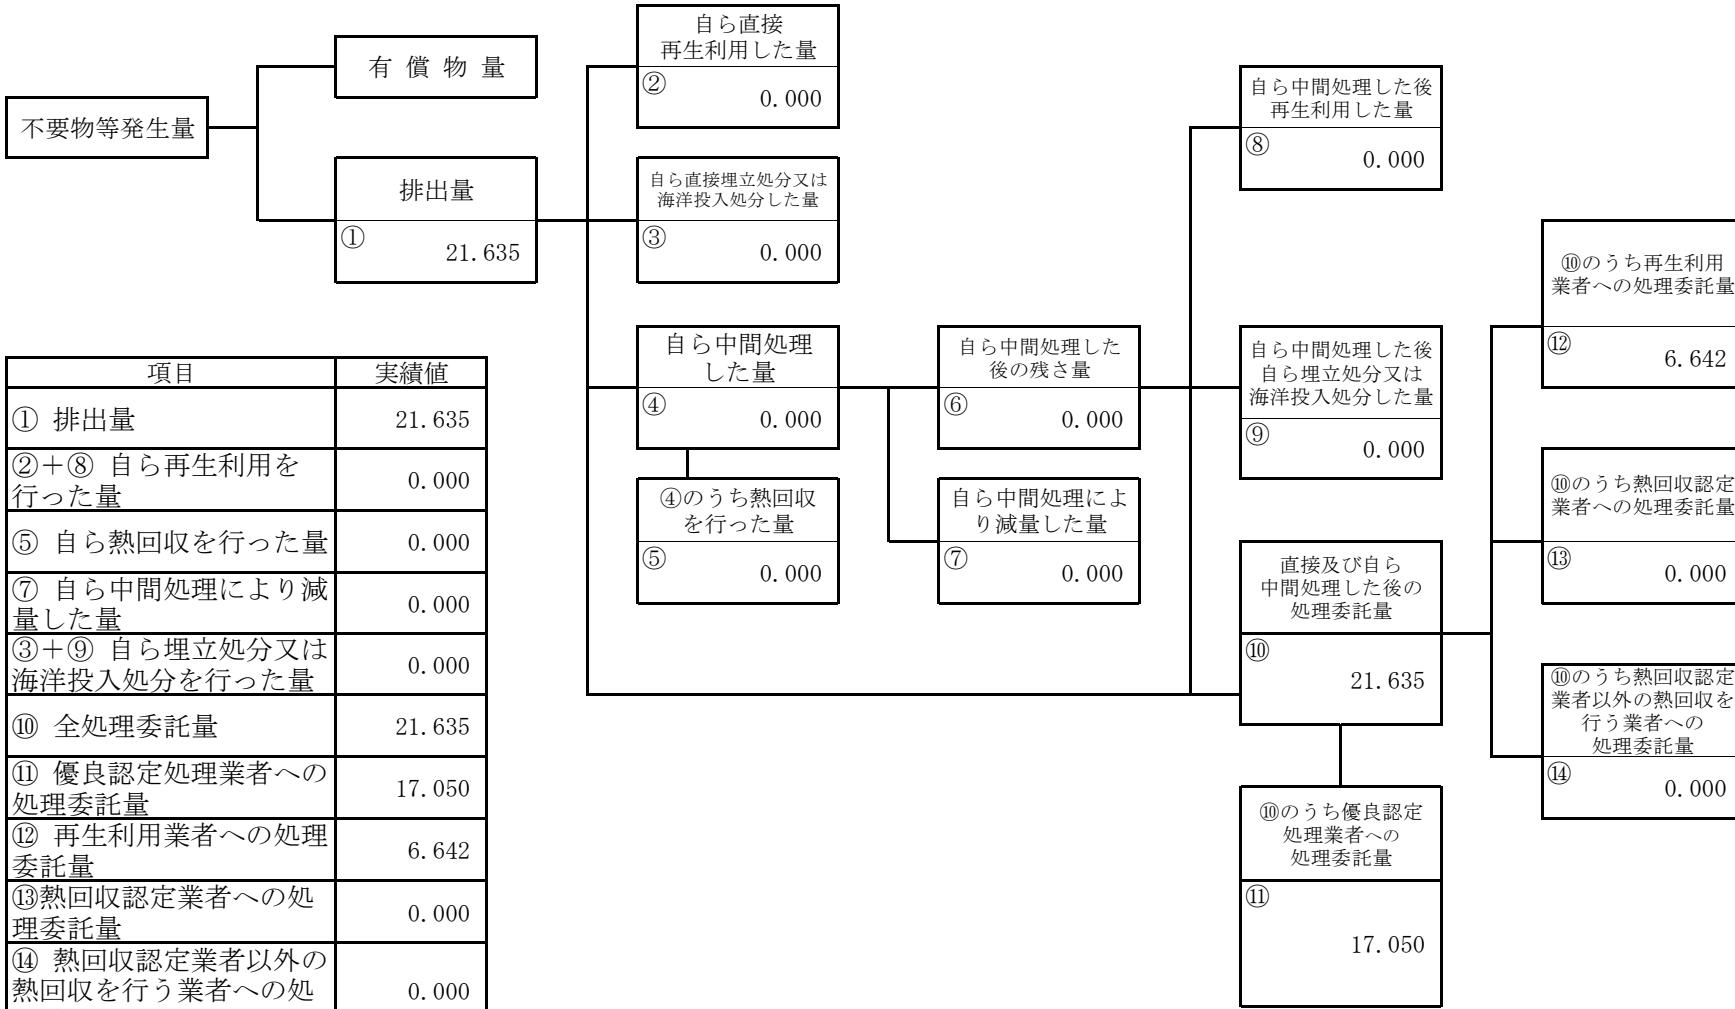 不要物等発生量
有 償 物 量
排出量
① 21.635
自ら直接
再生利用した量
② 0.000
自ら直接埋立処分又は
海洋投入処分した量
③ 0.000
自ら中間処理
した量
④ 0.000
④のうち熱回収
を行った量
⑤ 0.000
自ら中間処理した
後の残さ量
⑥ 0.000
自ら中間処理によ
り減量した量
⑦ 0.000
自ら中間処理した後
再生利用した量
⑧ 0.000
自ら中間処理した後
自ら埋立処分又は
海洋投入処分した量
⑨ 0.000
直接及び自ら
中間処理した後の
処理委託量
⑩ 21.635
⑩のうち優良認定
処理業者への
処理委託量
⑪ 17.050
⑩のうち再生利用
業者への処理委託量
⑫ 6.642
⑩のうち熱回収認定
業者への処理委託量
⑬ 0.000
⑩のうち熱回収認定
業者以外の熱回収を
行う業者への
処理委託量
⑭ 0.000
項目 実績値
① 排出量 21.635
②+⑧ 自ら再生利用を
行った量 0.000
⑤ 自ら熱回収を行った量 0.000
⑦ 自ら中間処理により減
量した量 0.000
③+⑨ 自ら埋立処分又は
海洋投入処分を行った量 0.000
⑩ 全処理委託量 21.635
⑪ 優良認定処理業者への
処理委託量 17.050
⑫ 再生利用業者への処理
委託量 6.642
⑬熱回収認定業者への処
理委託量 0.000
⑭ 熱回収認定業者以外の
熱回収を行う業者への処 0.000